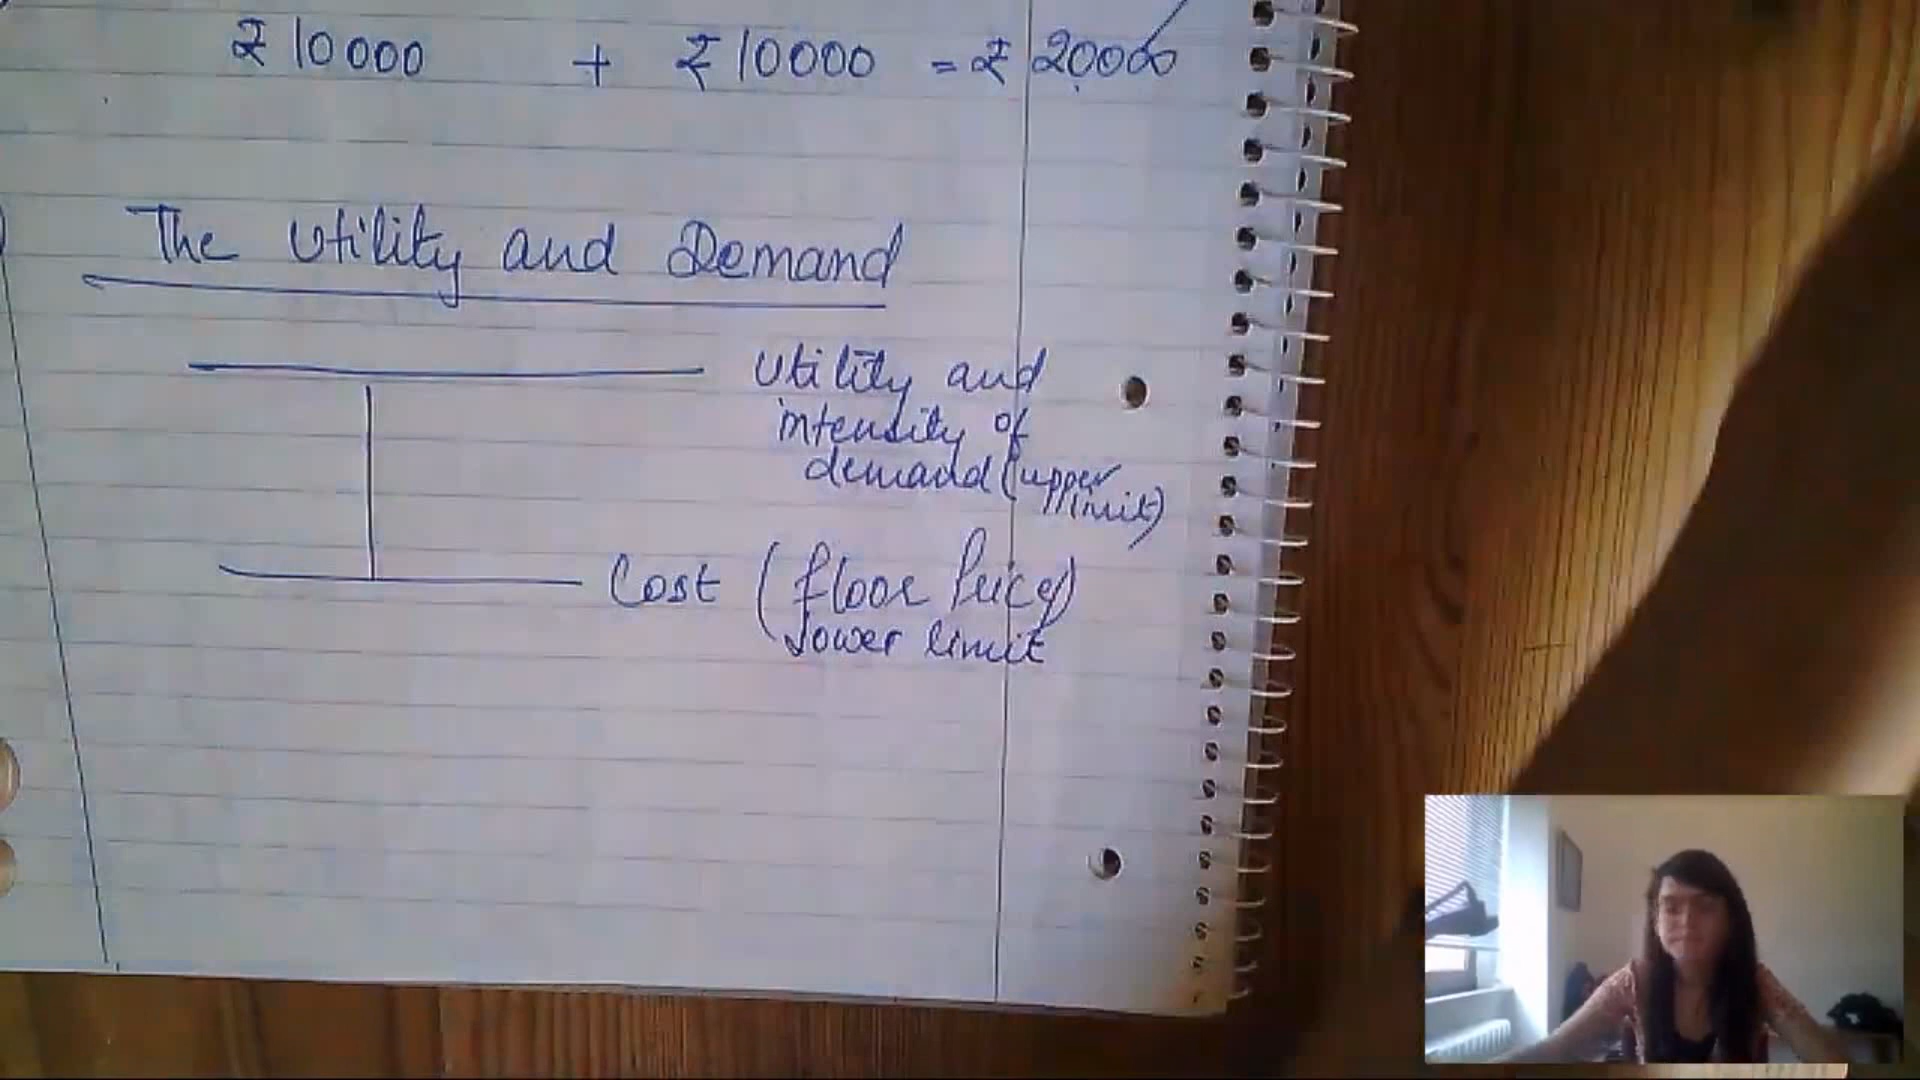 ₹ 10000 + ₹ 10000 = ₹ 20000
The Utility and Demand
Utility and
intensity of
demand (upper
limit)
Cost (floor Price)
lower limit